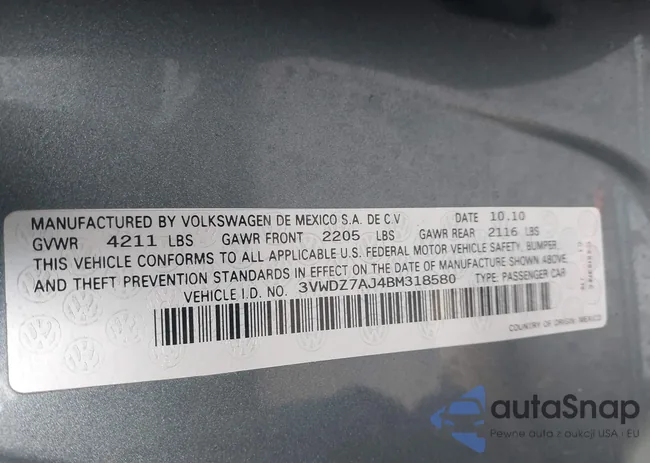 MANUFACTURED BY VOLKSWAGEN DE MEXICO S.A. DE C.V DATE 10.10
GVWR 4211 LBS GAWR FRONT 2205 LBS GAWR REAR 2116 LBS
THIS VEHICLE CONFORMS TO ALL APPLICABLE U.S. FEDERAL MOTOR VEHICLE SAFETY, BUMPER,
AND THEFT PREVENTION STANDARDS IN EFFECT ON THE DATE OF MANUFACTURE SHOWN ABOVE.
VEHICLE I.D. NO. 3VWDZ7AJ4BM318580 TYPE: PASSENGER CAR
COUNTRY OF ORIGIN: MEXICO
autaSnap
Pewne auta z aukcji USA i EU